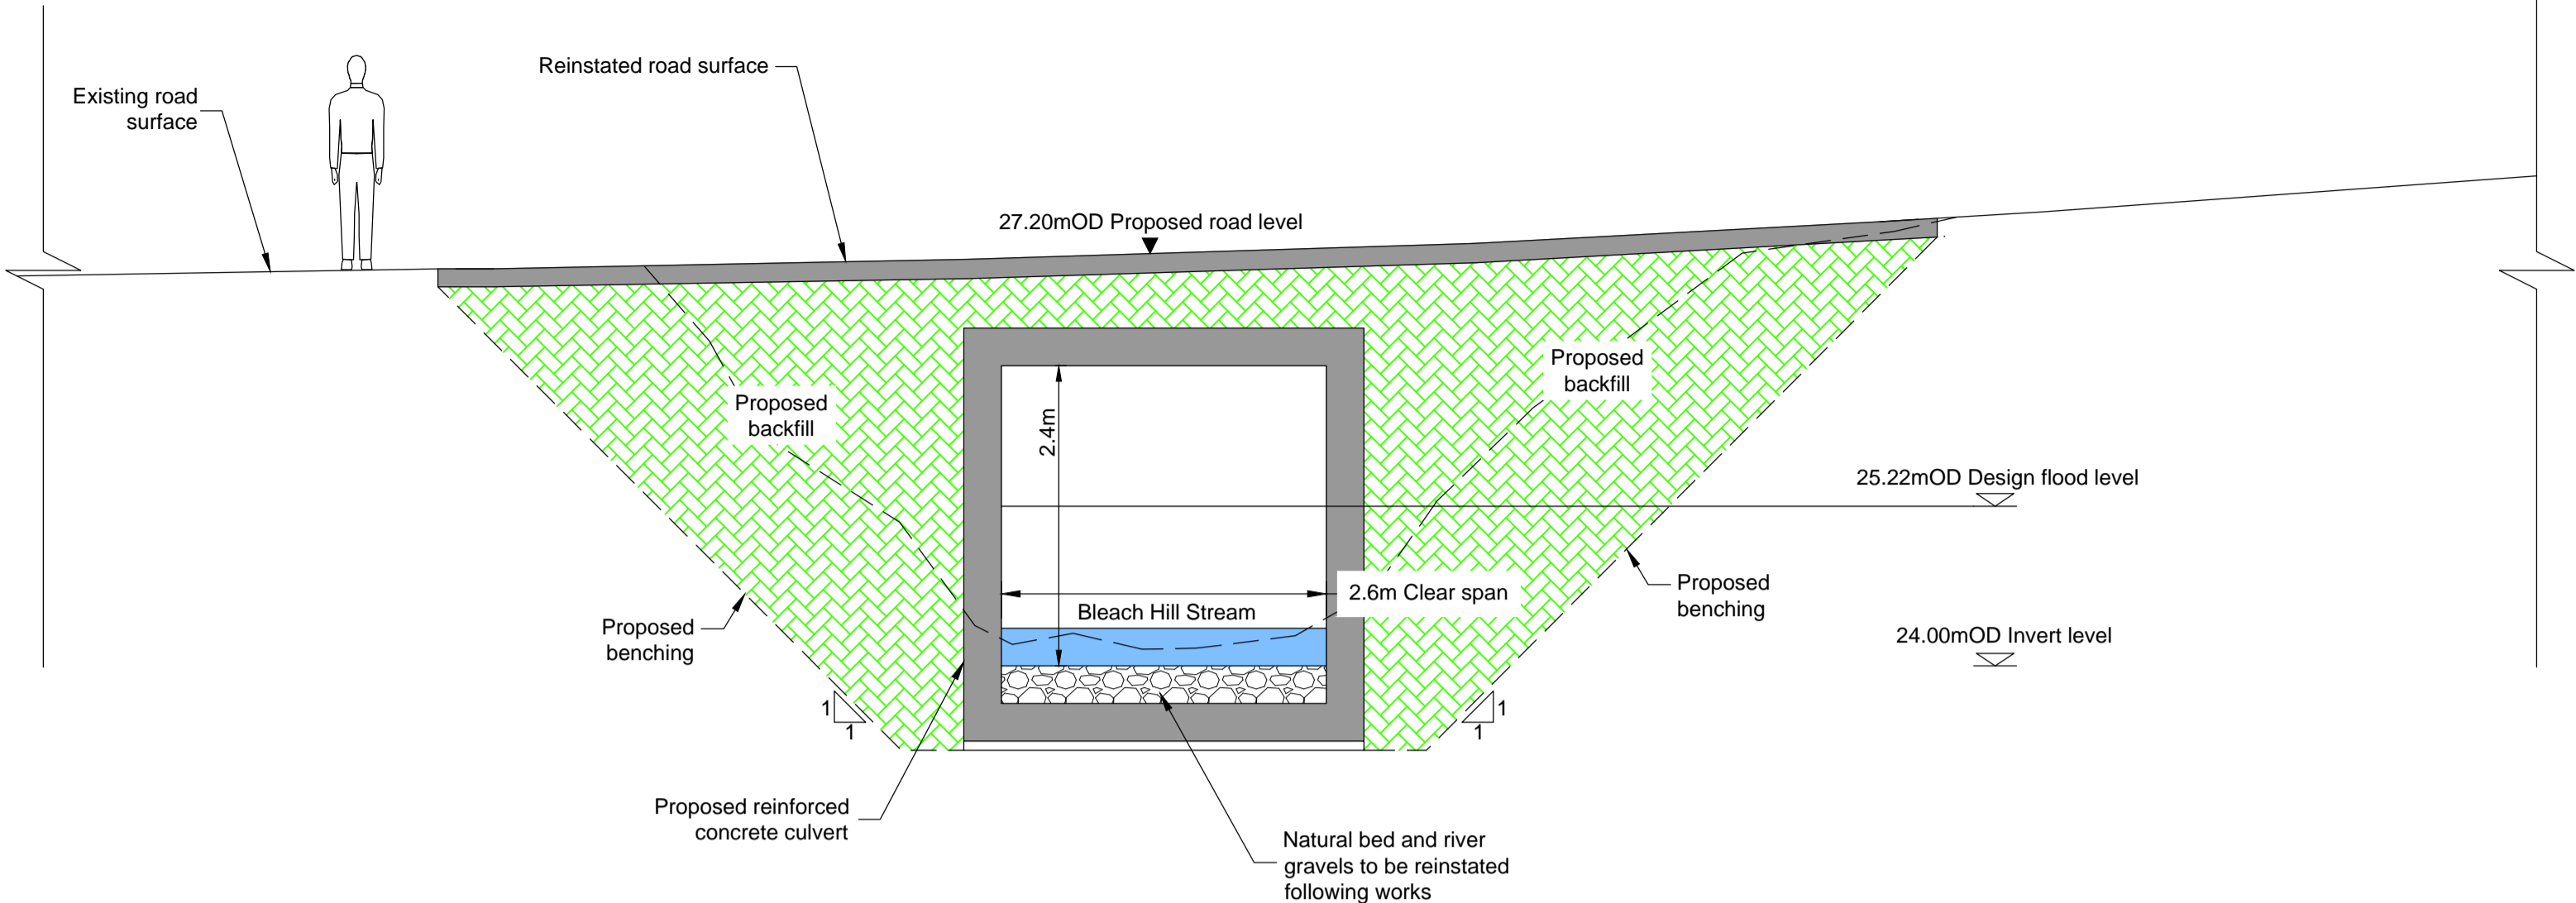 Reinstated road surface
Existing road
surface
27.20mOD Proposed road level
Proposed
backfill
Proposed
backfill
2.4m
25.22mOD Design flood level
2.6m Clear span
Bleach Hill Stream
Proposed
benching
Proposed
benching
24.00mOD Invert level
1
1
1
1
Proposed reinforced
concrete culvert
Natural bed and river
gravels to be reinstated
following works